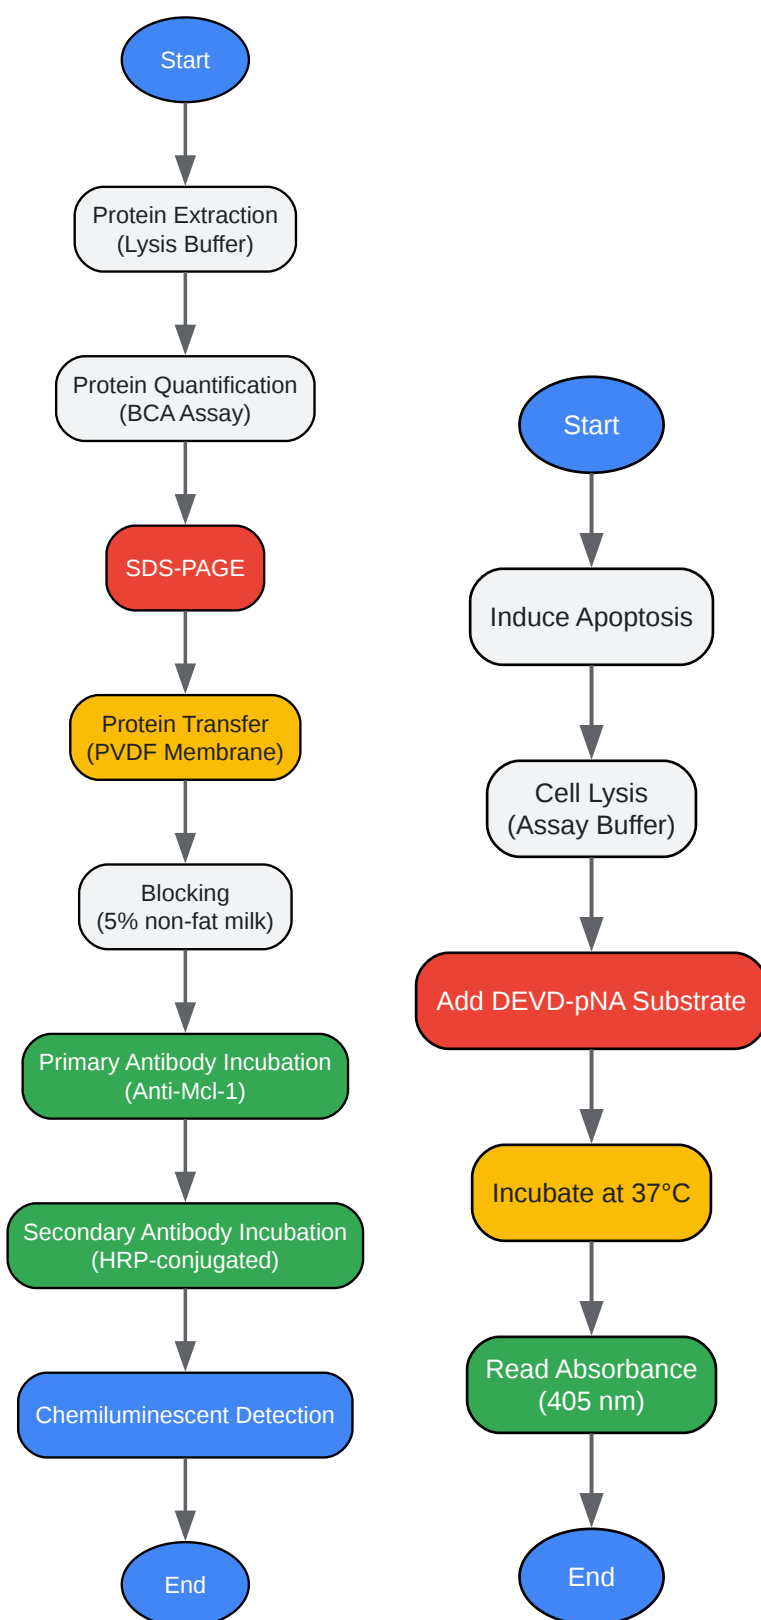 Start
Protein Extraction
(Lysis Buffer)
Protein Quantification
(BCA Assay)
SDS-PAGE
Protein Transfer
(PVDF Membrane)
Blocking
(5% non-fat milk)
Primary Antibody Incubation
(Anti-Mcl-1)
Secondary Antibody Incubation
(HRP-conjugated)
Chemiluminescent Detection
End
Start
Induce Apoptosis
Cell Lysis
(Assay Buffer)
Add DEVD-pNA Substrate
Incubate at 37°C
Read Absorbance
(405 nm)
End